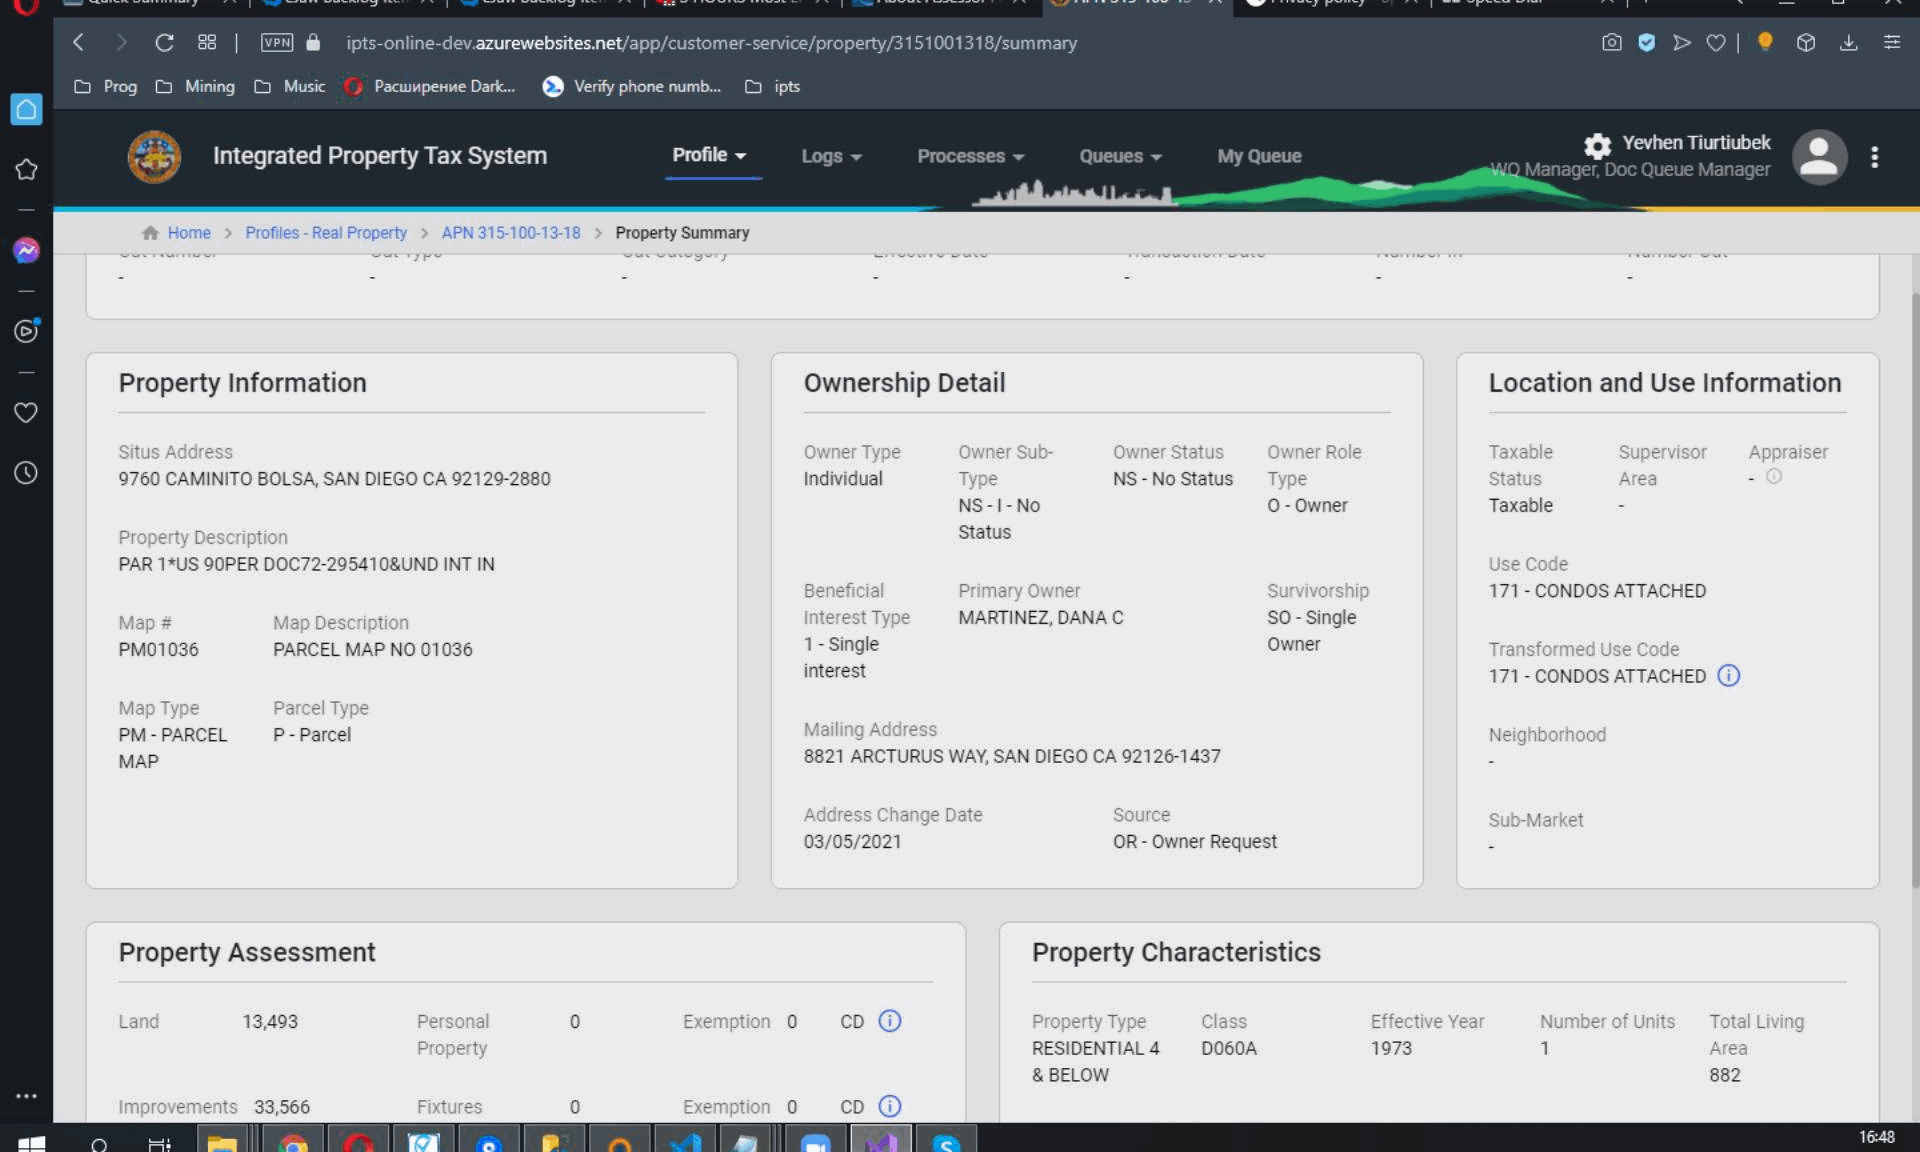 ipts-online-dev.azurewebsites.net/app/customer-service/property/3151001318/summary
VPN
Prog
Mining
Music
Расширение Dark...
Verify phone numb...
ipts
Integrated Property Tax System
Profile
Logs
Processes
Queues
My Queue
Yevhen Tiurtiubek
WQ Manager, Doc Queue Manager
Home > Profiles - Real Property > APN 315-100-13-18 > Property Summary
- - - - - - -
Property Information
Situs Address
9760 CAMINITO BOLSA, SAN DIEGO CA 92129-2880
Property Description
PAR 1*US 90PER DOC72-295410&UND INT IN
Map #
PM01036
Map Description
PARCEL MAP NO 01036
Map Type
PM - PARCEL
MAP
Parcel Type
P - Parcel
Ownership Detail
Owner Type
Individual
Owner Sub-
Type
NS - I - No
Status
Owner Status
NS - No Status
Owner Role
Type
O - Owner
Beneficial
Interest Type
1 - Single
interest
Primary Owner
MARTINEZ, DANA C
Survivorship
SO - Single
Owner
Mailing Address
8821 ARCTURUS WAY, SAN DIEGO CA 92126-1437
Address Change Date
03/05/2021
Source
OR - Owner Request
Location and Use Information
Taxable
Status
Taxable
Supervisor
Area
-
Appraiser
-
Use Code
171 - CONDOS ATTACHED
Transformed Use Code
171 - CONDOS ATTACHED
Neighborhood
-
Sub-Market
-
Property Assessment
Land 13,493
Personal
Property
0
Exemption 0 CD
Improvements 33,566
Fixtures 0
Exemption 0 CD
Property Characteristics
Property Type
RESIDENTIAL 4
& BELOW
Class
D060A
Effective Year
1973
Number of Units
1
Total Living
Area
882
16:48